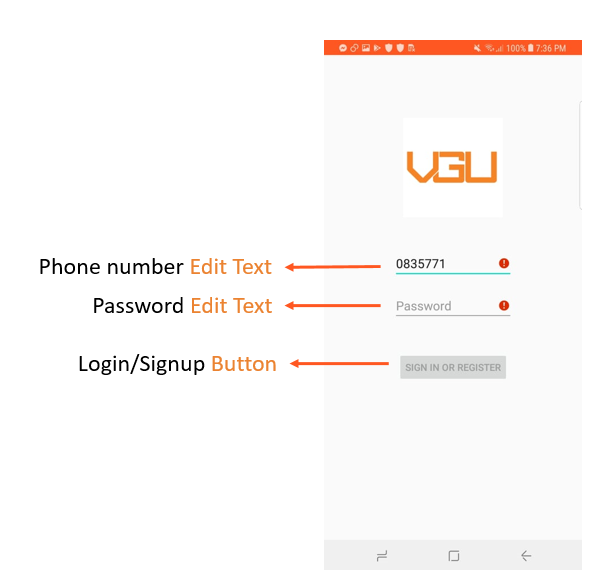 100% 7:36 PM
VGU
Phone number Edit Text
0835771
Password Edit Text
Password
Login/Signup Button
SIGN IN OR REGISTER